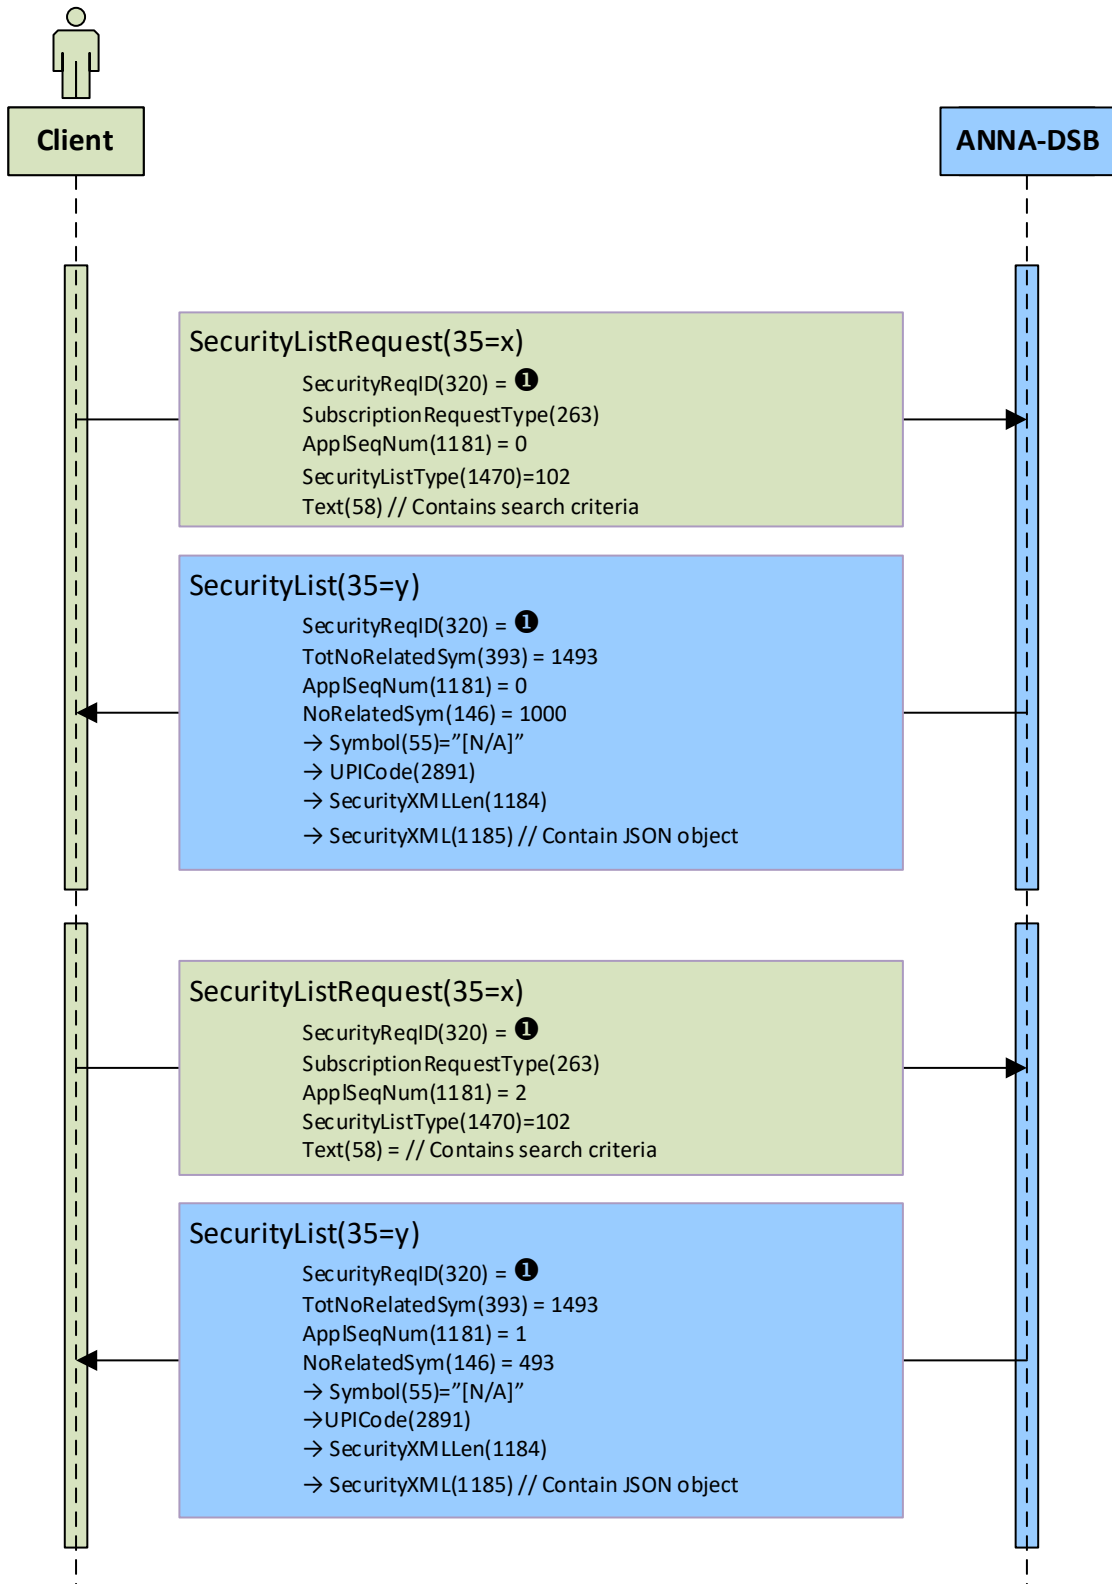 Client
ANNA-DSB
SecurityListRequest(35=x)
SecurityReqID(320) = ❶
SubscriptionRequestType(263)
ApplSeqNum(1181) = 0
SecurityListType(1470)=102
Text(58) // Contains search criteria
SecurityList(35=y)
SecurityReqID(320) = ❶
TotNoRelatedSym(393) = 1493
ApplSeqNum(1181) = 0
NoRelatedSym(146) = 1000
→ Symbol(55)=”[N/A]”
→ UPICode(2891)
→ SecurityXMLLen(1184)
→ SecurityXML(1185) // Contain JSON object
SecurityListRequest(35=x)
SecurityReqID(320) = ❶
SubscriptionRequestType(263)
ApplSeqNum(1181) = 2
SecurityListType(1470)=102
Text(58) = // Contains search criteria
SecurityList(35=y)
SecurityReqID(320) = ❶
TotNoRelatedSym(393) = 1493
ApplSeqNum(1181) = 1
NoRelatedSym(146) = 493
→ Symbol(55)=”[N/A]”
→UPICode(2891)
→ SecurityXMLLen(1184)
→ SecurityXML(1185) // Contain JSON object